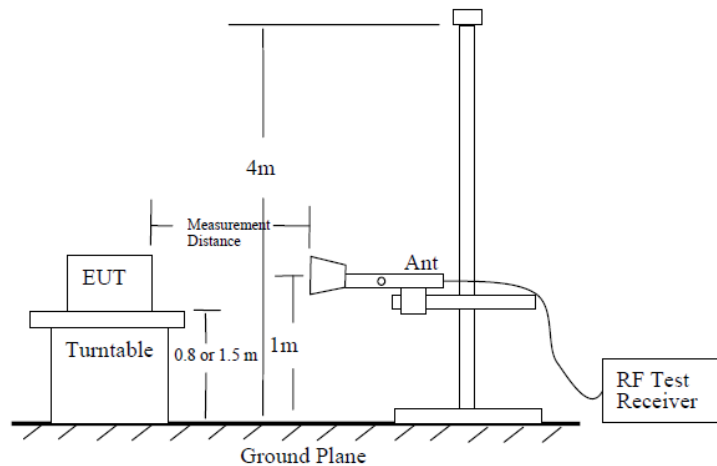 4m
Measurement
Distance
EUT
Ant
Turntable
0.8 or 1.5 m
1m
RF Test
Receiver
Ground Plane